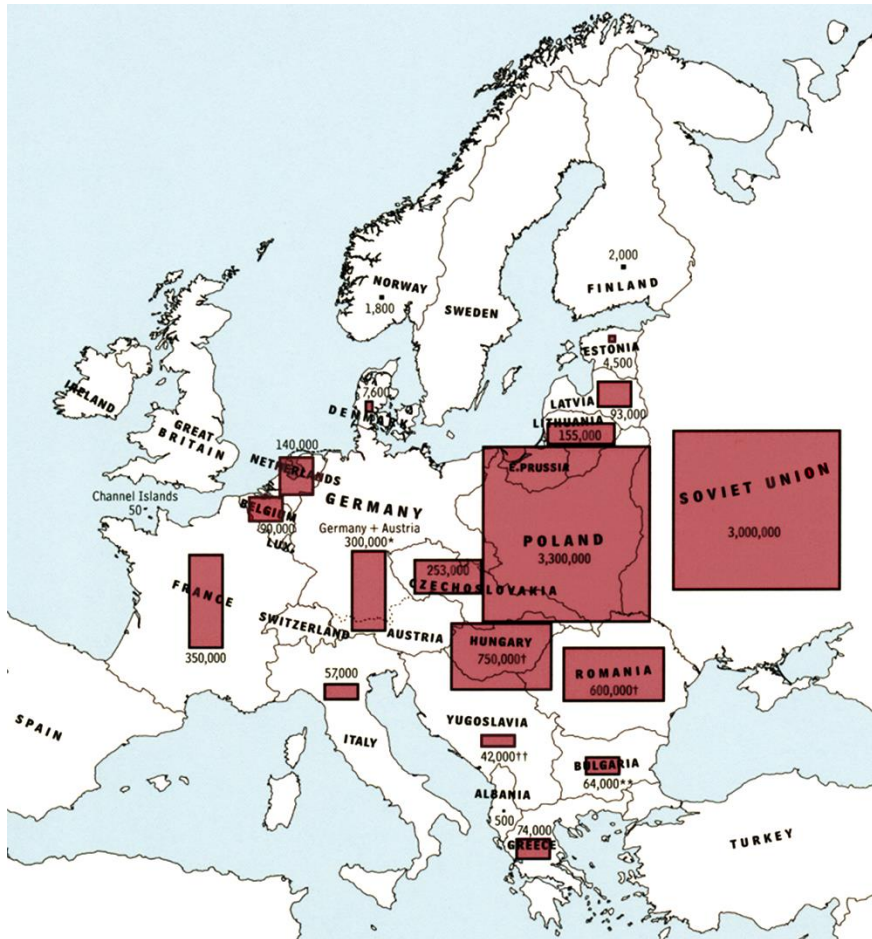 2,000
NORWAY
FINLAND
1,800
SWEDEN
ESTONIA
4,500
7,600
IRELAND
LATVIA
93,000
DENMARK
LITHUANIA
GREAT
BRITAIN
155,000
140,000
NETHERLANDS
E.PRUSSIA
SOVIET UNION
Channel Islands
50
BELGIUM
GERMANY
90,000
Germany + Austria
300,000*
POLAND
3,000,000
LUX.
3,300,000
253,000
CZECHOSLOVAKIA
FRANCE
SWITZERLAND
AUSTRIA
HUNGARY
350,000
750,000†
ROMANIA
57,000
600,000†
SPAIN
YUGOSLAVIA
ITALY
42,000††
BULGARIA
64,000**
ALBANIA
500
74,000
GREECE
TURKEY